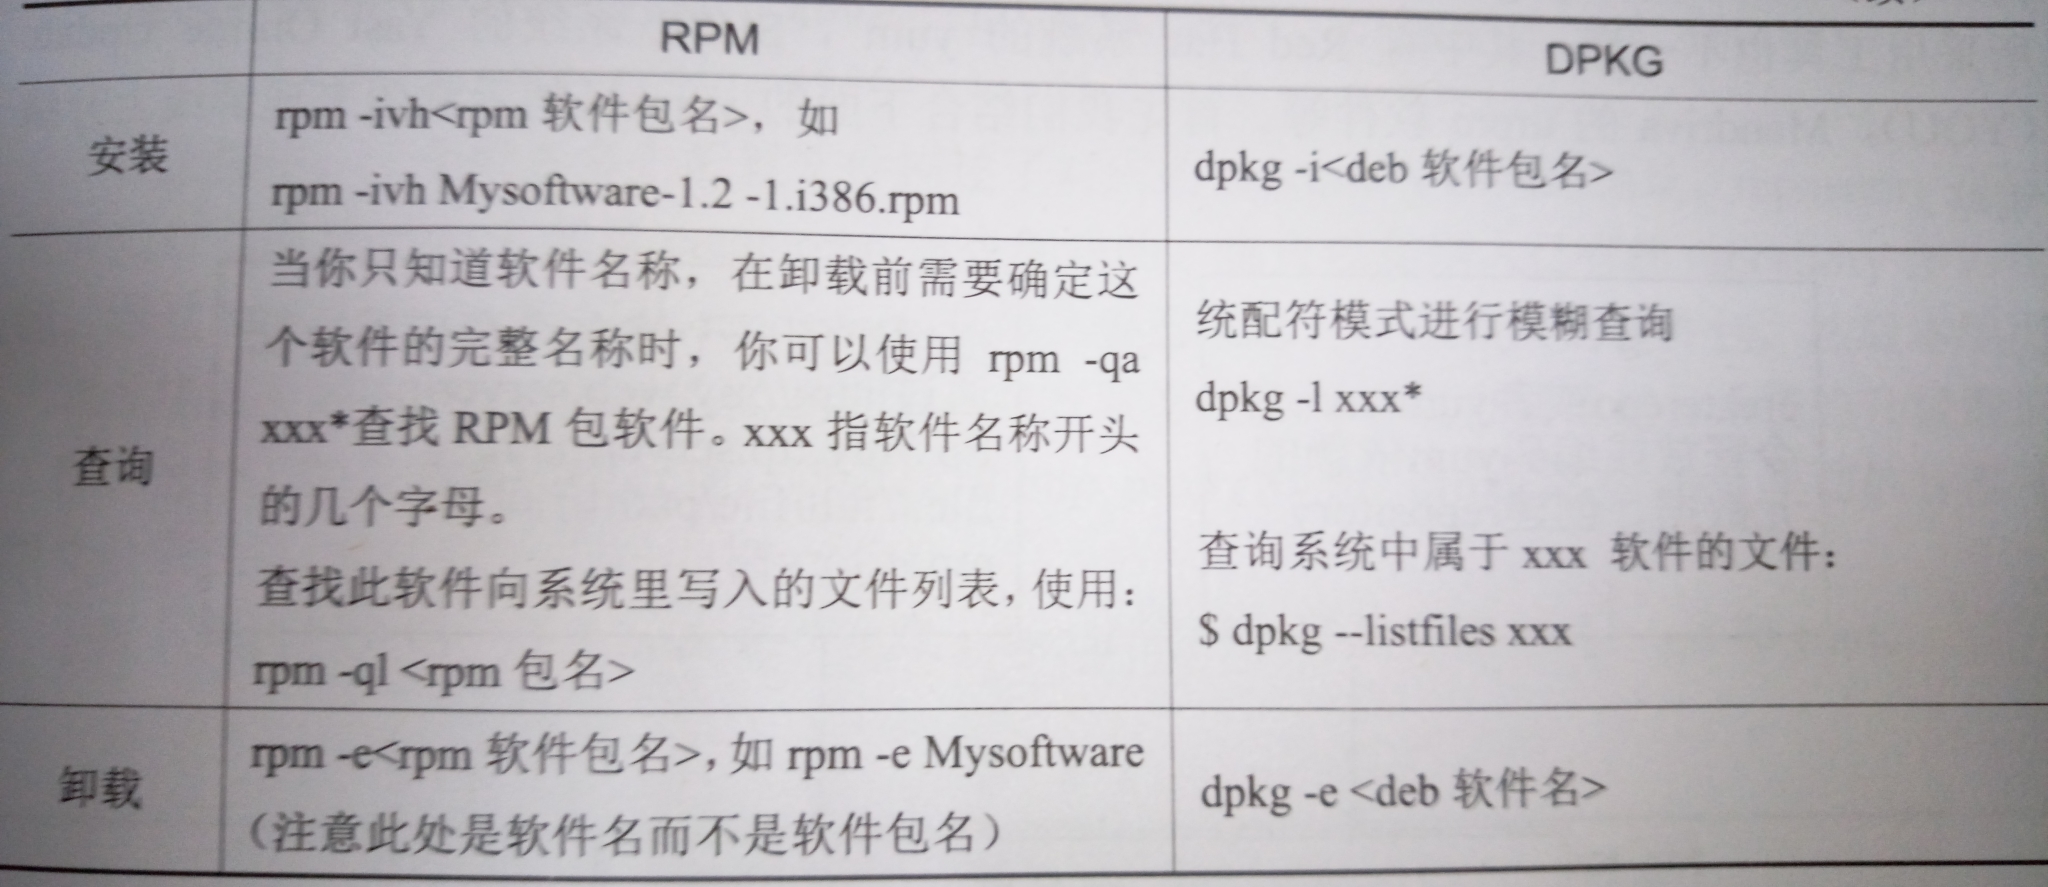 RPM
DPKG
安装
rpm -ivh<rpm 软件包名>，如
rpm -ivh Mysoftware-1.2 -1.i386.rpm
dpkg -i<deb 软件包名>
查询
当你只知道软件名称，在卸载前需要确定这
个软件的完整名称时，你可以使用 rpm -qa
xxx*查找 RPM 包软件。xxx 指软件名称开头
的几个字母。
查找此软件向系统里写入的文件列表，使用：
rpm -ql <rpm 包名>
统配符模式进行模糊查询
dpkg -l xxx*
查询系统中属于 xxx 软件的文件：
$ dpkg --listfiles xxx
卸载
rpm -e<rpm 软件包名>，如 rpm -e Mysoftware
（注意此处是软件名而不是软件包名）
dpkg -e <deb 软件名>